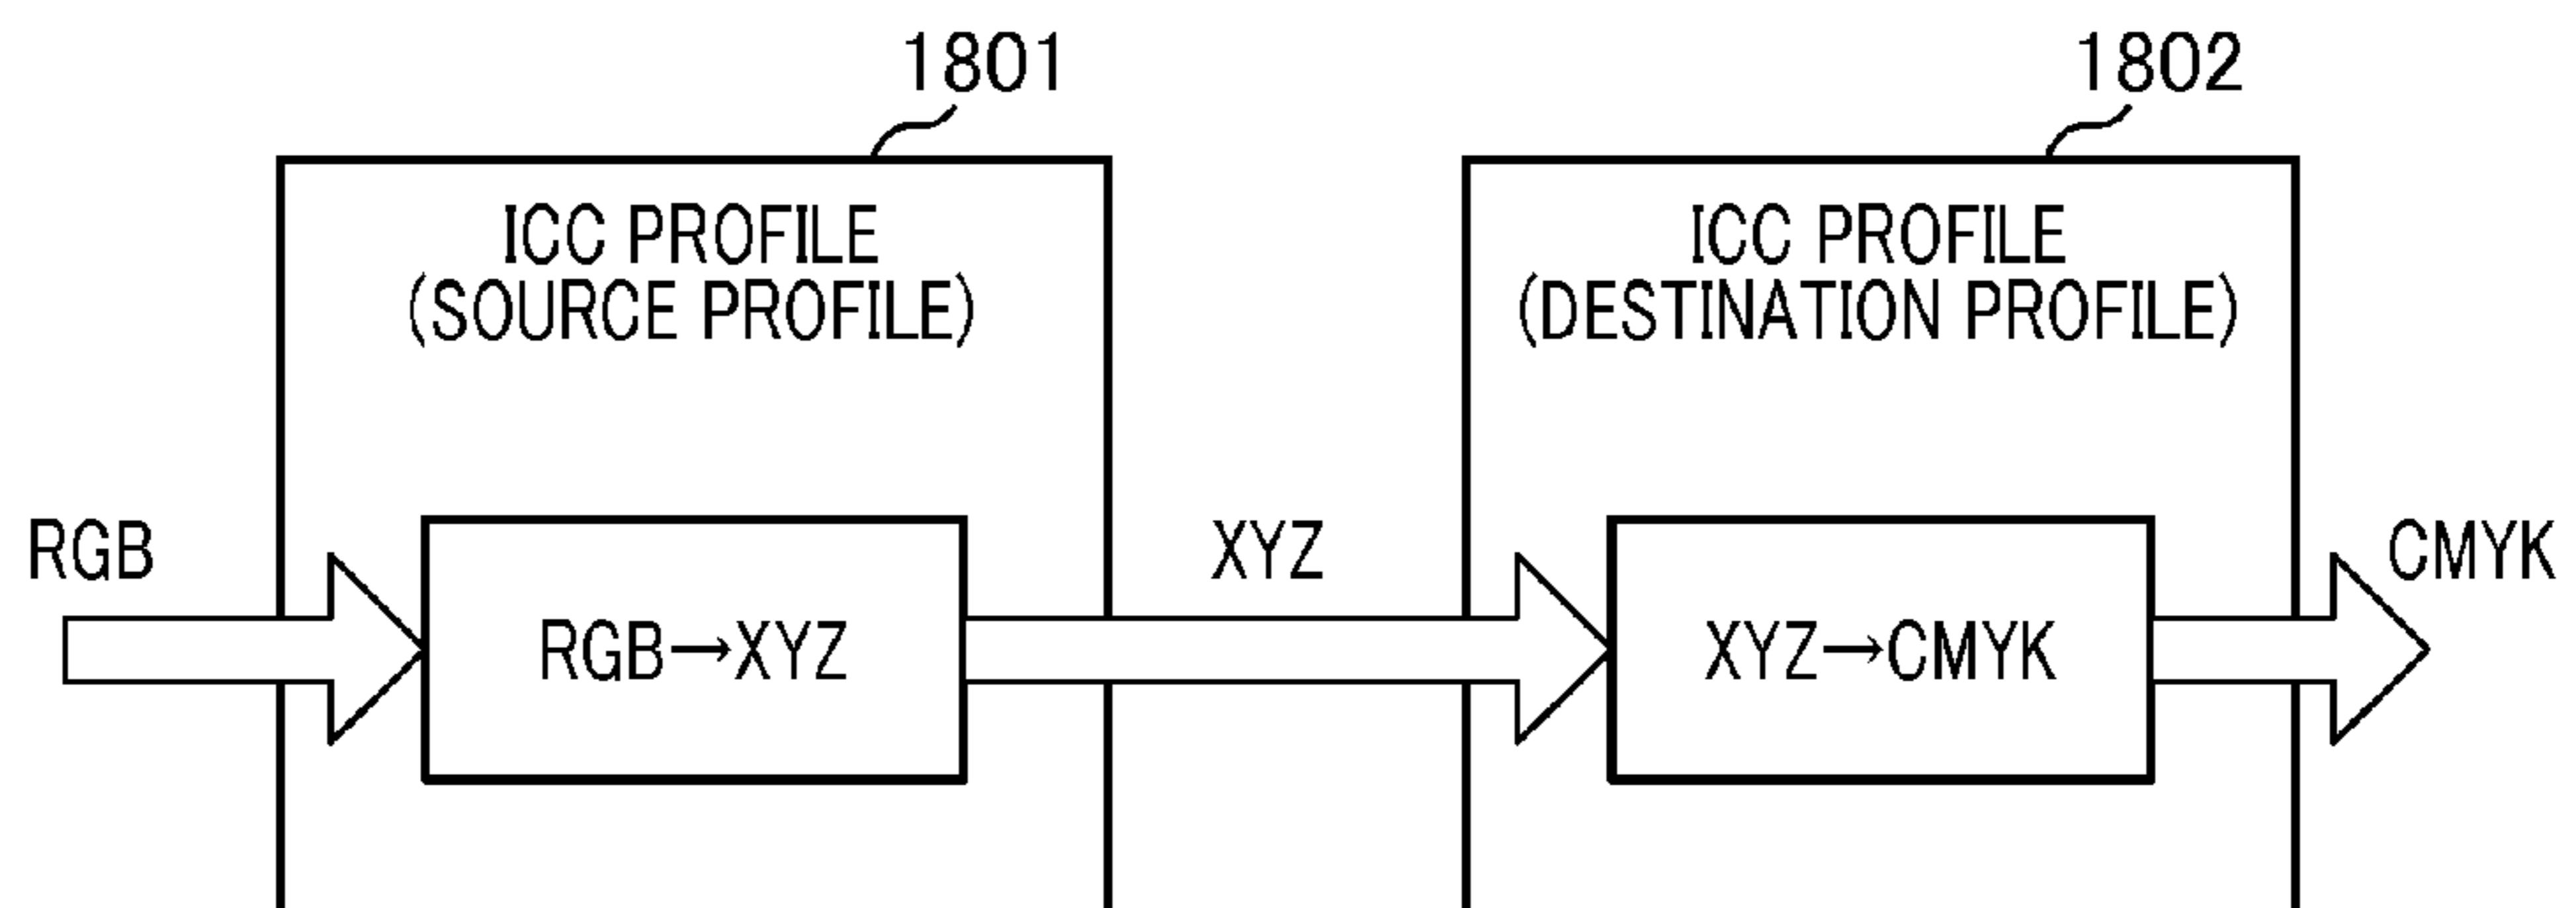 1801
1802
ICC PROFILE
(SOURCE PROFILE)
ICC PROFILE
(DESTINATION PROFILE)
RGB
RGB→XYZ
XYZ
XYZ→CMYK
CMYK